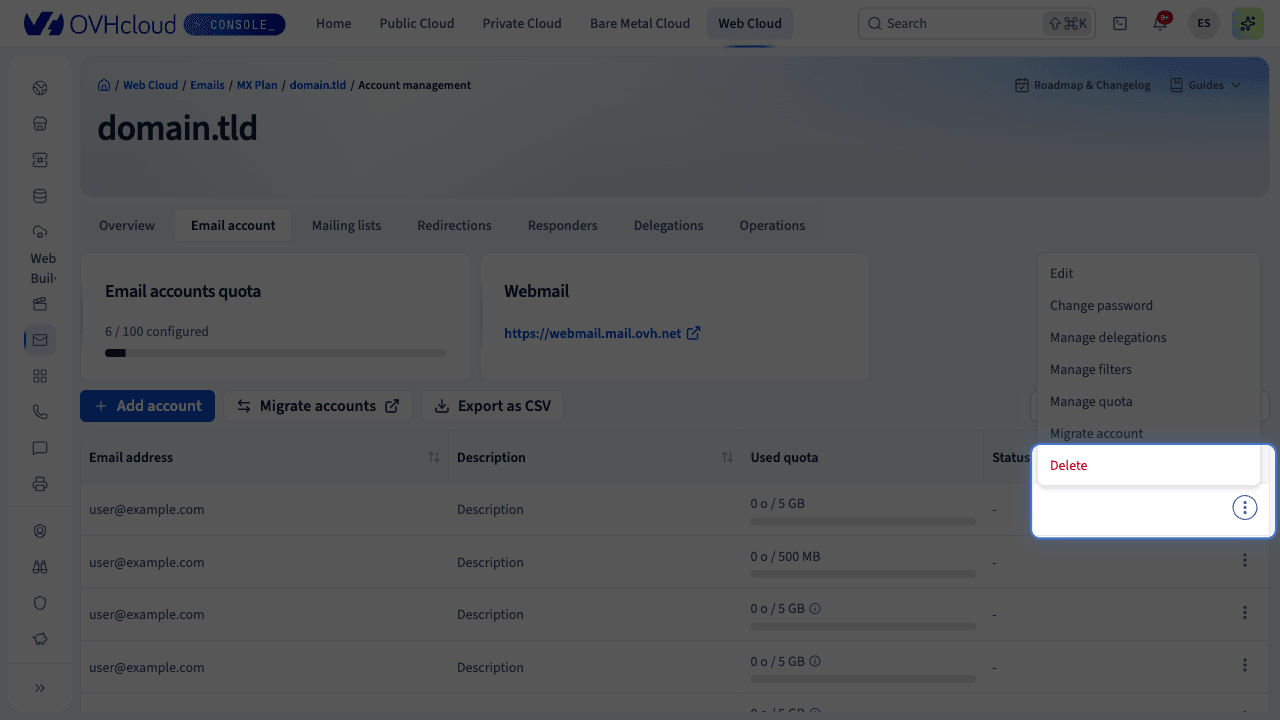 OVHcloud CONSOLE_
Home Public Cloud Private Cloud Bare Metal Cloud Web Cloud
Search ⇧⌘K 9+ ES
/ Web Cloud / Emails / MX Plan / domain.tld / Account management
Roadmap & Changelog Guides
domain.tld
Web
Buil
Overview Email account Mailing lists Redirections Responders Delegations Operations
Email accounts quota
6 / 100 configured
Webmail
https://webmail.mail.ovh.net
Edit
Change password
Manage delegations
Manage filters
Manage quota
Migrate account
Delete
+ Add account Migrate accounts Export as CSV
Email address Description Used quota Status
user@example.com Description 0 o / 5 GB -
user@example.com Description 0 o / 500 MB -
user@example.com Description 0 o / 5 GB -
user@example.com Description 0 o / 5 GB -